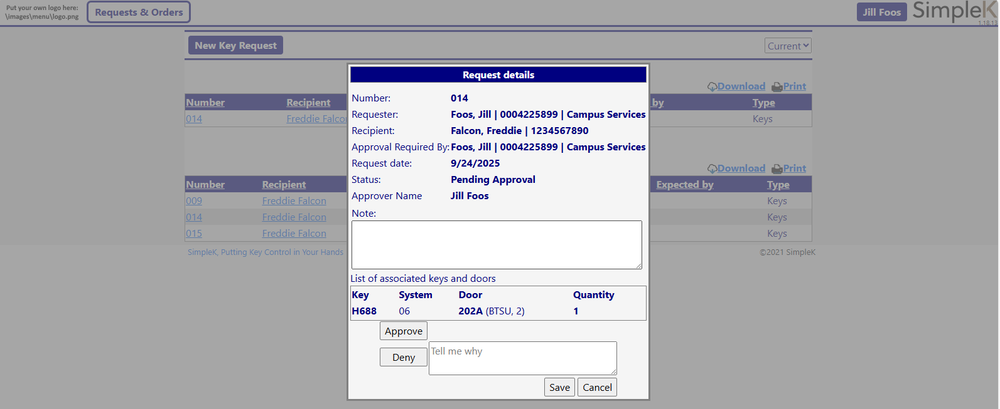 Put your own logo here:
\images\menu\logo.png
Requests & Orders
Jill Foos
SimpleK
1.18.13
New Key Request
Current
Download Print
Number Recipient by Type
014 Freddie Falcon Keys
Download Print
Number Recipient Expected by Type
009 Freddie Falcon Keys
014 Freddie Falcon Keys
015 Freddie Falcon Keys
SimpleK, Putting Key Control in Your Hands
©2021 SimpleK
Request details
Number: 014
Requester: Foos, Jill | 0004225899 | Campus Services
Recipient: Falcon, Freddie | 1234567890
Approval Required By: Foos, Jill | 0004225899 | Campus Services
Request date: 9/24/2025
Status: Pending Approval
Approver Name Jill Foos
Note:
List of associated keys and doors
Key System Door Quantity
H688 06 202A (BTSU, 2) 1
Approve
Deny Tell me why
Save Cancel